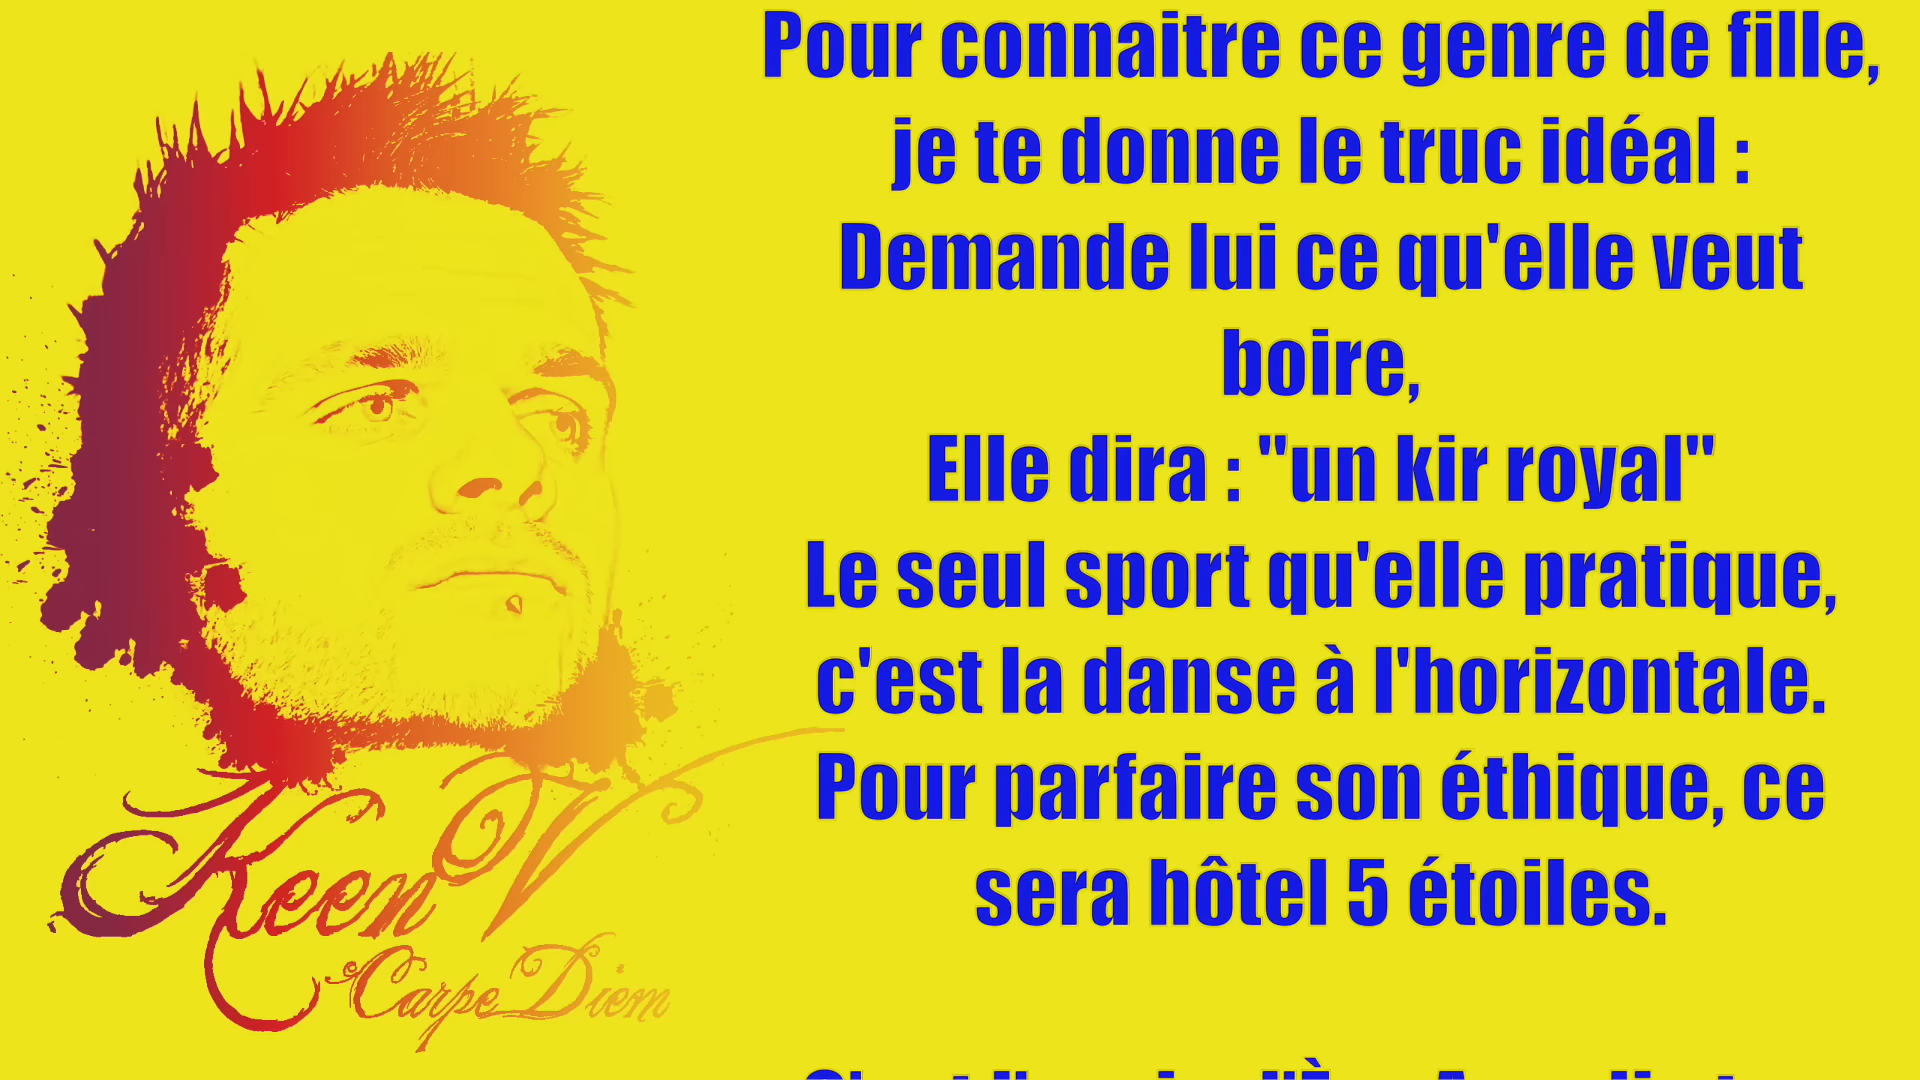 Pour connaitre ce genre de fille,
je te donne le truc idéal :
Demande lui ce qu'elle veut
boire,
Elle dira : "un kir royal"
Le seul sport qu'elle pratique,
c'est la danse à l'horizontale.
Pour parfaire son éthique, ce
sera hôtel 5 étoiles.
Keen V
Carpe Diem